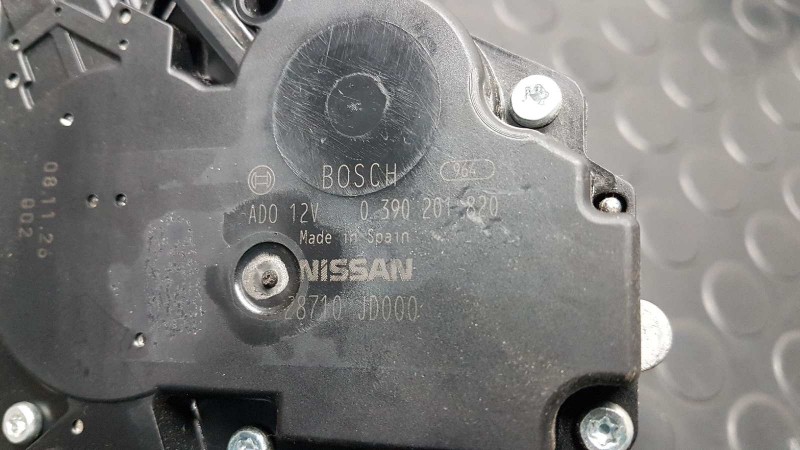 BOSCH 964
ADO 12V 0 390 201 820
Made in Spain
NISSAN
28710 JD000
08.11.26
002